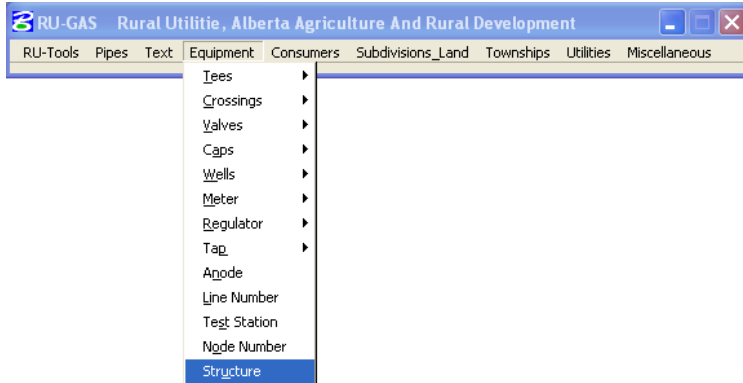 RU-GAS Rural Utilitie, Alberta Agriculture And Rural Development
RU-Tools Pipes Text Equipment Consumers Subdivisions_Land Townships Utilities Miscellaneous
Tees
Crossings
Valves
Caps
Wells
Meter
Regulator
Tap
Anode
Line Number
Test Station
Node Number
Structure